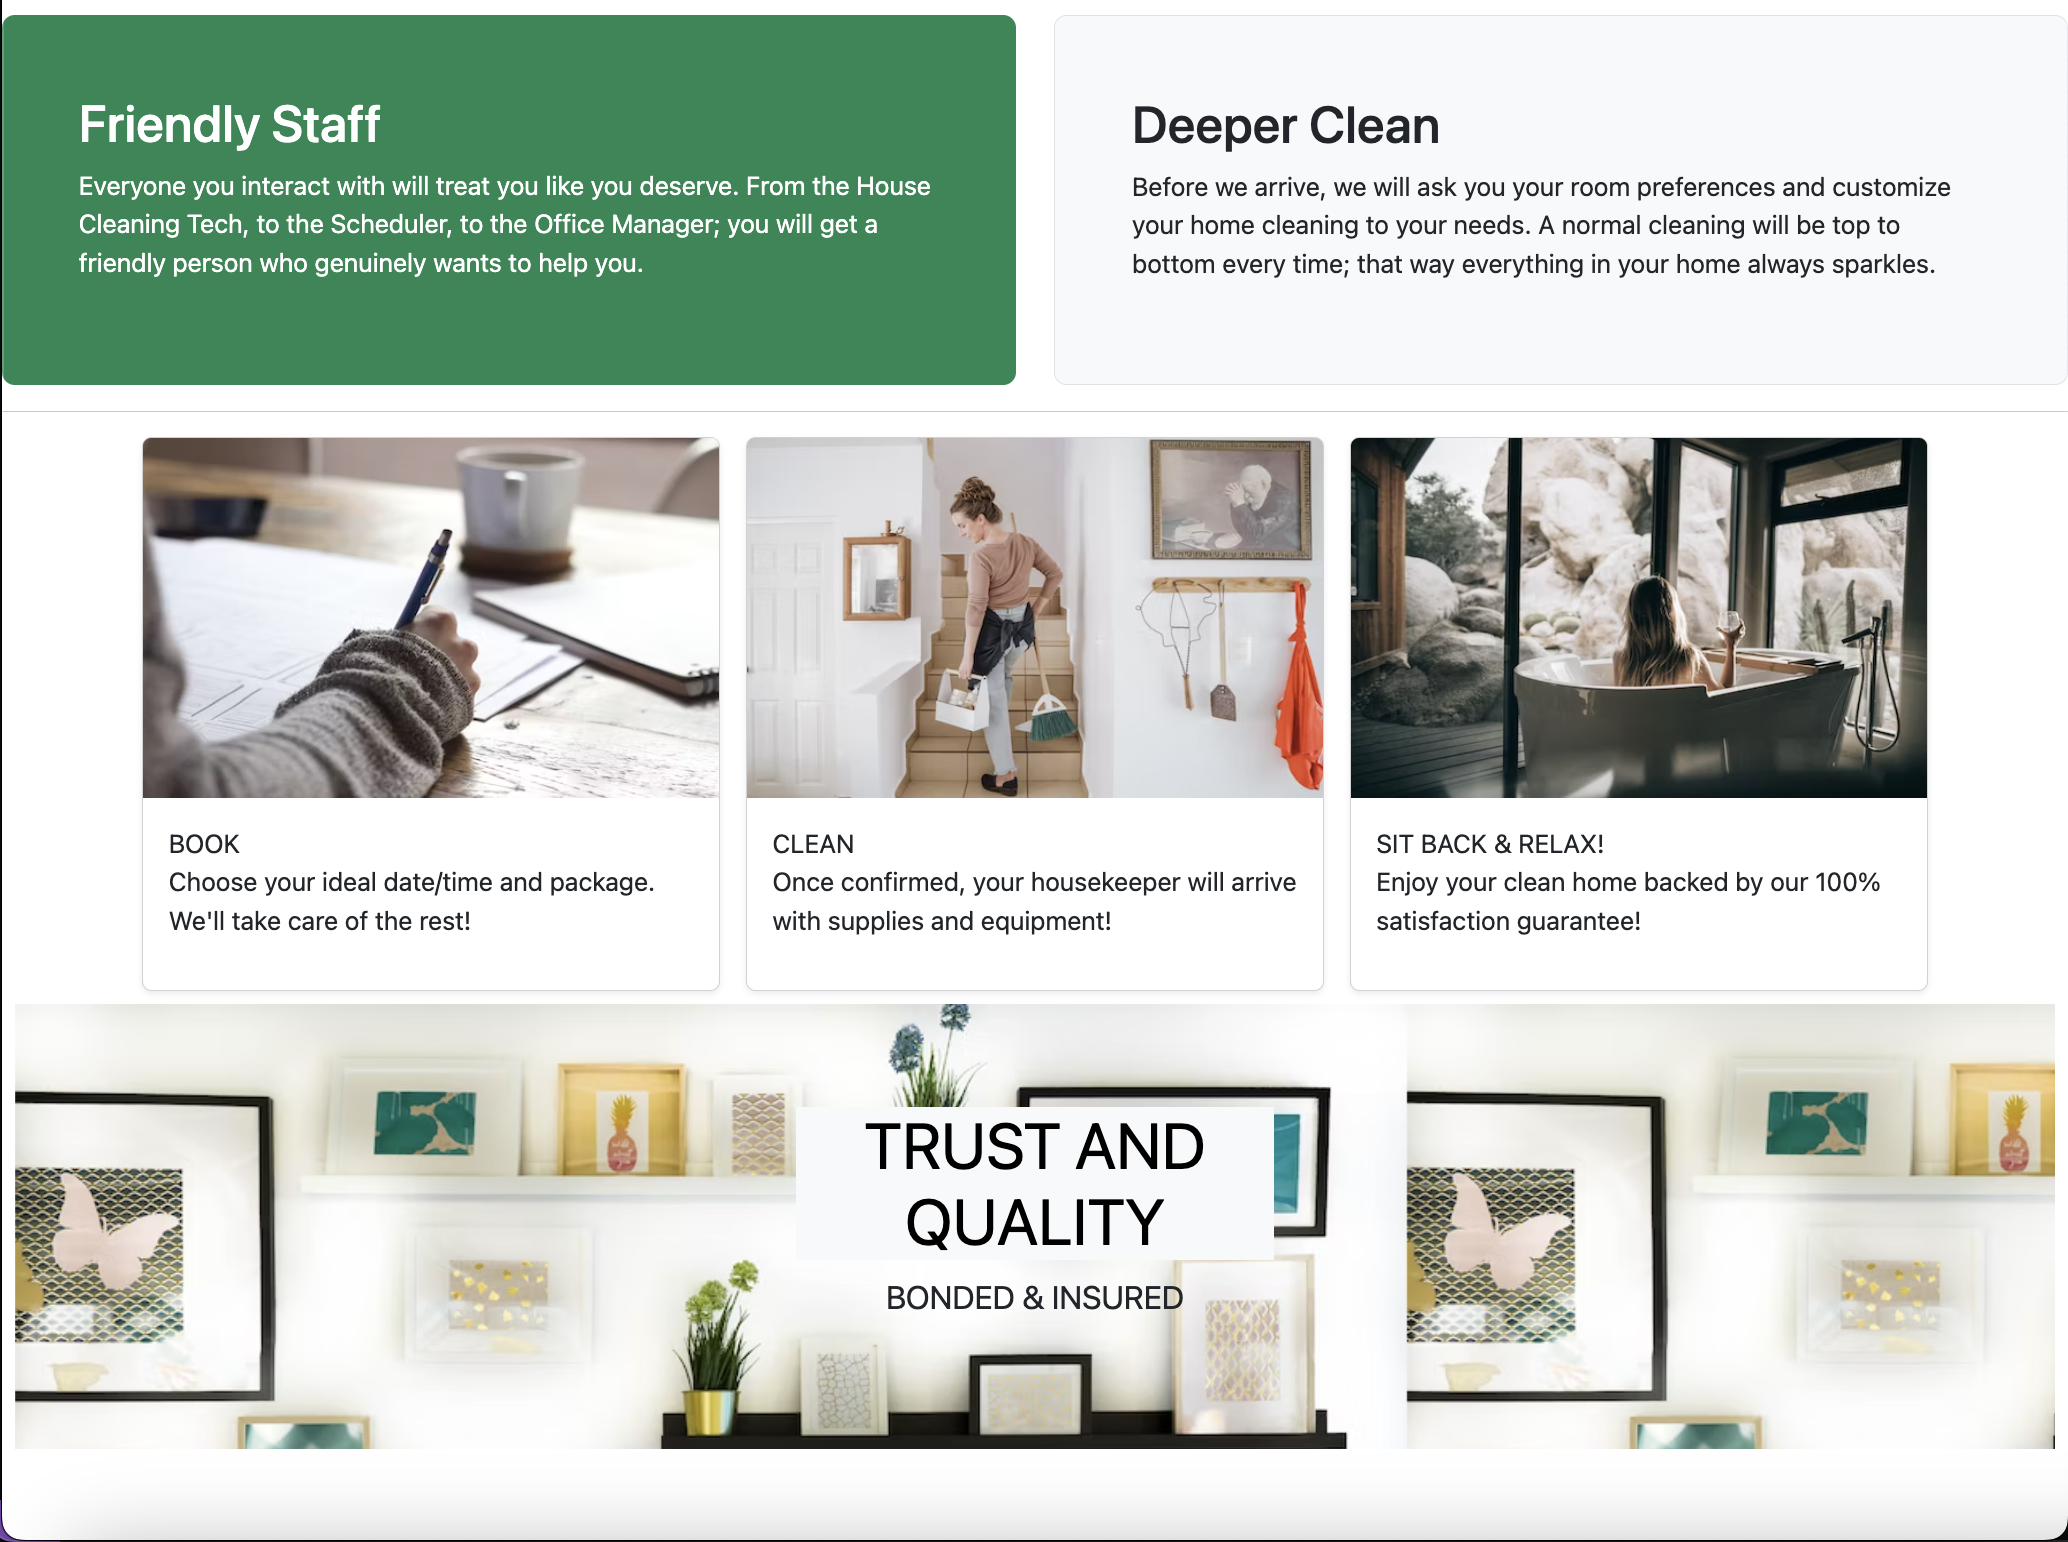 Friendly Staff
Everyone you interact with will treat you like you deserve. From the House
Cleaning Tech, to the Scheduler, to the Office Manager; you will get a
friendly person who genuinely wants to help you.
Deeper Clean
Before we arrive, we will ask you your room preferences and customize
your home cleaning to your needs. A normal cleaning will be top to
bottom every time; that way everything in your home always sparkles.
BOOK
Choose your ideal date/time and package.
We'll take care of the rest!
CLEAN
Once confirmed, your housekeeper will arrive
with supplies and equipment!
SIT BACK & RELAX!
Enjoy your clean home backed by our 100%
satisfaction guarantee!
TRUST AND
QUALITY
BONDED & INSURED